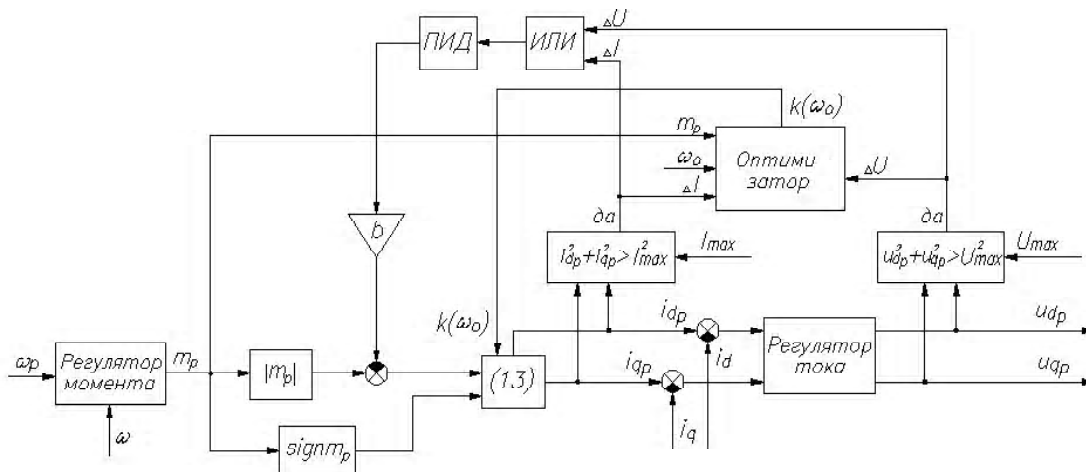 ПИД
ИЛИ
ΔU
ΔI
k(ω₀)
mₚ
ω₀
ΔI
Оптими
затор
ΔU
b
да
да
I²dp+I²qp>I²max
Imax
u²dp+u²qp>U²max
Umax
k(ω₀)
idp
udp
ωp
Регулятор
момента
mp
|mp|
(1.3)
iqp
id
Регулятор
тока
uqp
ω
signmp
iq